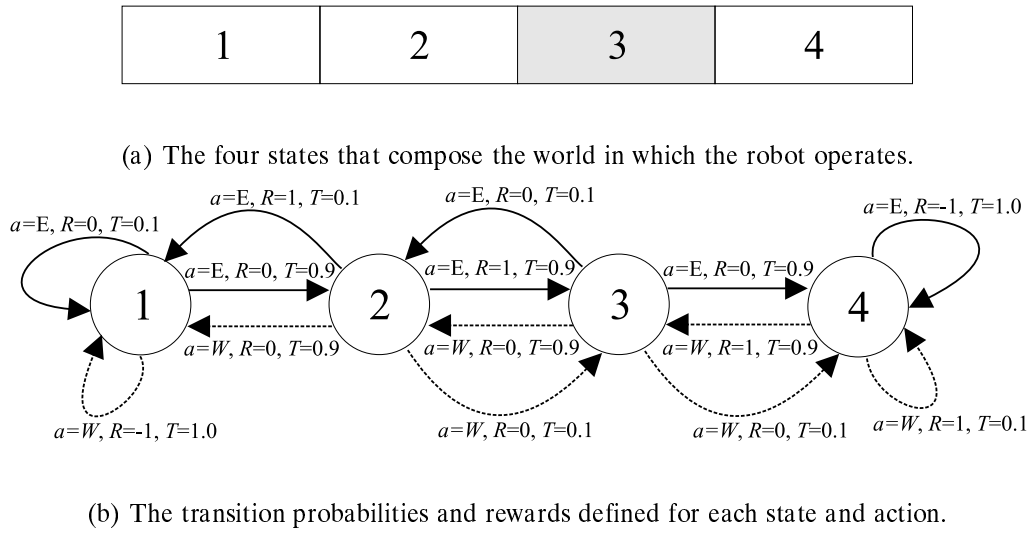 1 2 3 4
(a) The four states that compose the world in which the robot operates.
a=E, R=1, T=0.1
a=E, R=0, T=0.1
a=E, R=-1, T=1.0
a=E, R=0, T=0.1
a=E, R=0, T=0.9
a=E, R=1, T=0.9
a=E, R=0, T=0.9
1 2 3 4
a=W, R=0, T=0.9
a=W, R=0, T=0.9
a=W, R=1, T=0.9
a=W, R=-1, T=1.0
a=W, R=0, T=0.1
a=W, R=0, T=0.1
a=W, R=1, T=0.1
(b) The transition probabilities and rewards defined for each state and action.